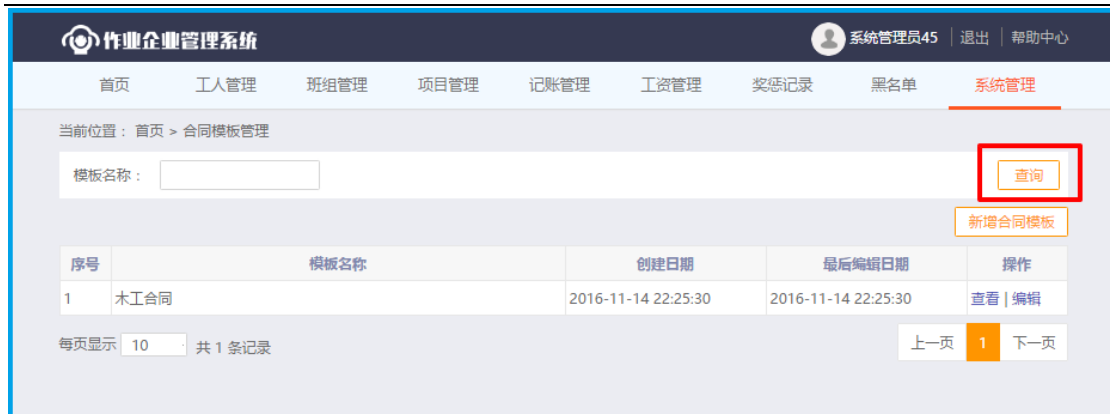 作业企业管理系统 系统管理员45 | 退出 | 帮助中心
首页 工人管理 班组管理 项目管理 记账管理 工资管理 奖惩记录 黑名单 系统管理
当前位置： 首页 > 合同模板管理
模板名称： 查询
新增合同模板
序号 模板名称 创建日期 最后编辑日期 操作
1 木工合同 2016-11-14 22:25:30 2016-11-14 22:25:30 查看 | 编辑
每页显示 10 共 1 条记录 上一页 1 下一页